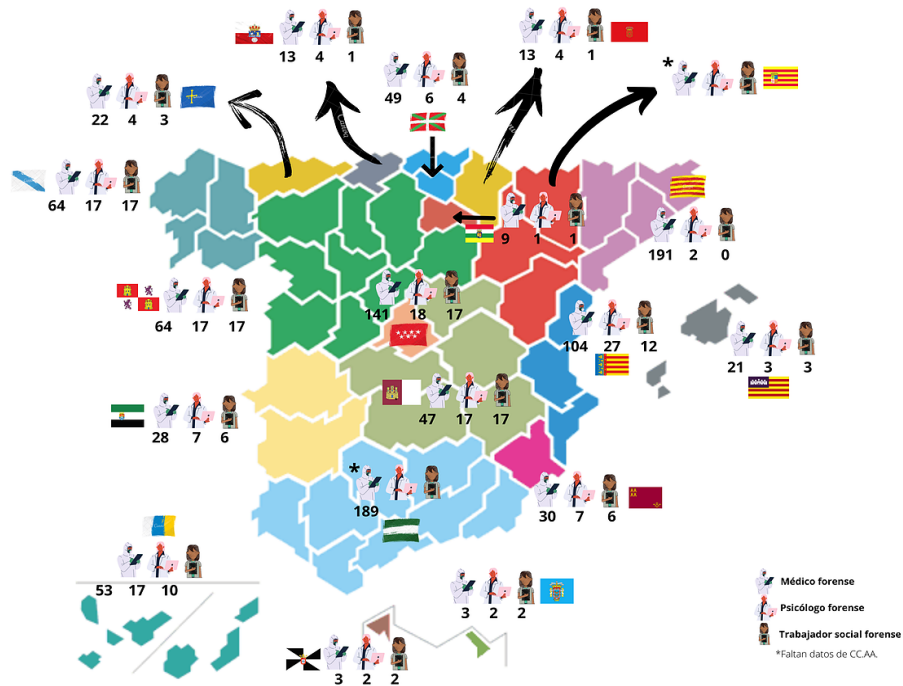 13 4 1
13 4 1
49 6 4
*
22 4 3
64 17 17
9 1 1
191 2 0
141 18 17
64 17 17
104 27 12
21 3 3
47 17 17
28 7 6
*
189
30 7 6
53 17 10
3 2 2
3 2 2
Médico forense
Psicólogo forense
Trabajador social forense
*Faltan datos de CC.AA.